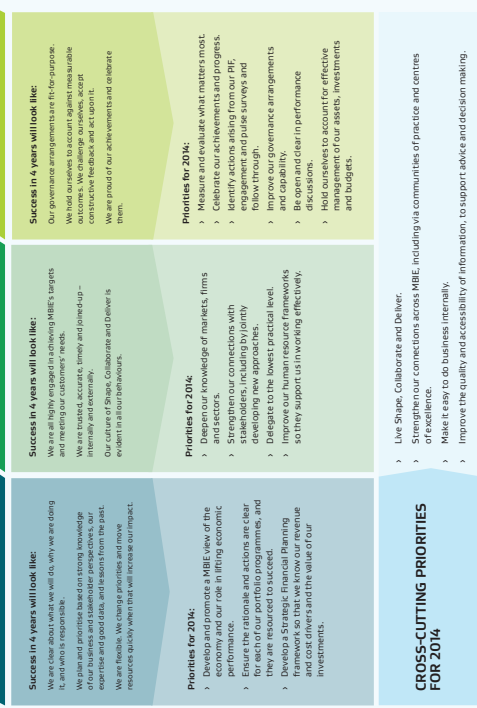 Success in 4 years will look like:
We are clear about what we will do, why we are doing
it, and who is responsible.
We plan and prioritise based on strong knowledge
of our business and stakeholder perspectives, our
expertise and good data, and lessons from the past.
We are flexible. We change priorities and move
resources quickly when that will increase our impact.
Priorities for 2014:
› Develop and promote a MBIE view of the
economy and our role in lifting economic
performance.
› Ensure the rationale and actions are clear
for each of our portfolio programmes, and
they are resourced to succeed.
› Develop a Strategic Financial Planning
framework so that we know our revenue
and cost drivers and the value of our
investments.
Success in 4 years will look like:
We are all highly engaged in achieving MBIE's targets
and meeting our customers' needs.
We are trusted, accurate, timely and joined-up –
internally and externally.
Our culture of Shape, Collaborate and Deliver is
evident in all our behaviours.
Priorities for 2014:
› Deepen our knowledge of markets, firms
and sectors.
› Strengthen our connections with
stakeholders, including by jointly
developing new approaches.
› Delegate to the lowest practical level.
› Improve our human resource frameworks
so they support us in working effectively.
Success in 4 years will look like:
Our governance arrangements are fit-for-purpose.
We hold ourselves to account against measurable
outcomes. We challenge ourselves, accept
constructive feedback and act upon it.
We are proud of our achievements and celebrate
them.
Priorities for 2014:
› Measure and evaluate what matters most.
› Celebrate our achievements and progress.
› Identify actions arising from our PIF,
engagement and pulse surveys and
follow through.
› Improve our governance arrangements
and capability.
› Be open and clear in performance
discussions.
› Hold ourselves to account for effective
management of our assets, investments
and budgets.
CROSS-CUTTING PRIORITIES
FOR 2014
› Live Shape, Collaborate and Deliver.
› Strengthen our connections across MBIE, including via communities of practice and centres
of excellence.
› Make it easy to do business internally.
› Improve the quality and accessibility of information, to support advice and decision making.